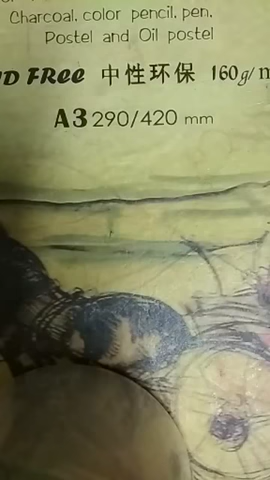 Charcoal, color pencil, pen,
Postel and Oil postel
D FRee 中性环保 160g/m
A3 290/420 mm